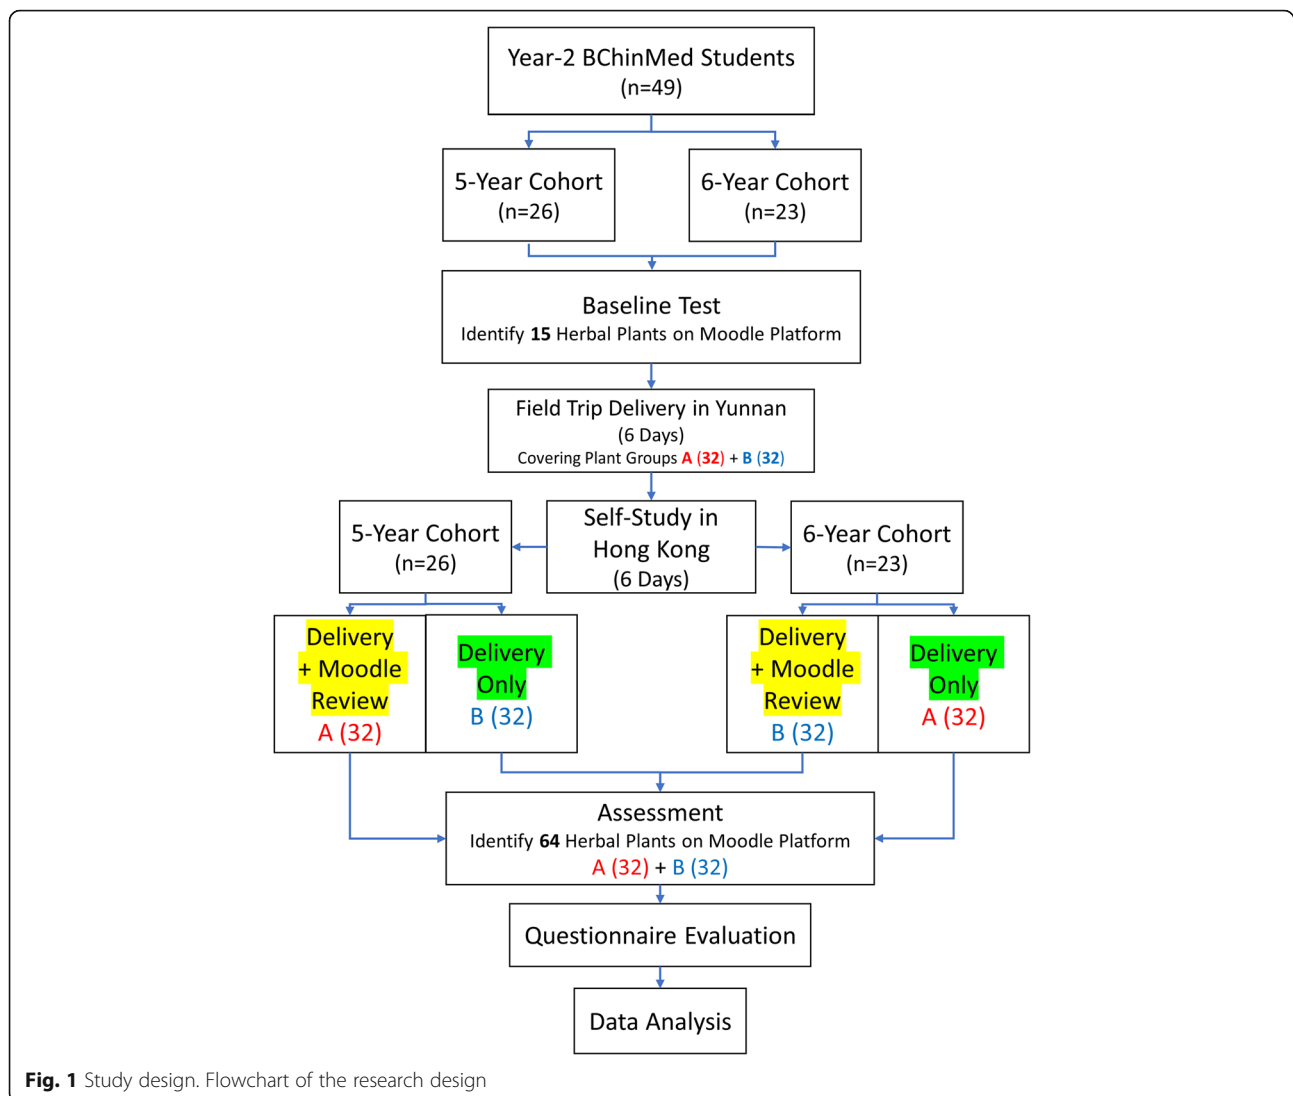 Year-2 BChinMed Students
(n=49)
5-Year Cohort
(n=26)
6-Year Cohort
(n=23)
Baseline Test
Identify 15 Herbal Plants on Moodle Platform
Field Trip Delivery in Yunnan
(6 Days)
Covering Plant Groups A (32) + B (32)
5-Year Cohort
(n=26)
Self-Study in
Hong Kong
(6 Days)
6-Year Cohort
(n=23)
Delivery
+ Moodle
Review
A (32)
Delivery
Only
B (32)
Delivery
+ Moodle
Review
B (32)
Delivery
Only
A (32)
Assessment
Identify 64 Herbal Plants on Moodle Platform
A (32) + B (32)
Questionnaire Evaluation
Data Analysis
Fig. 1 Study design. Flowchart of the research design